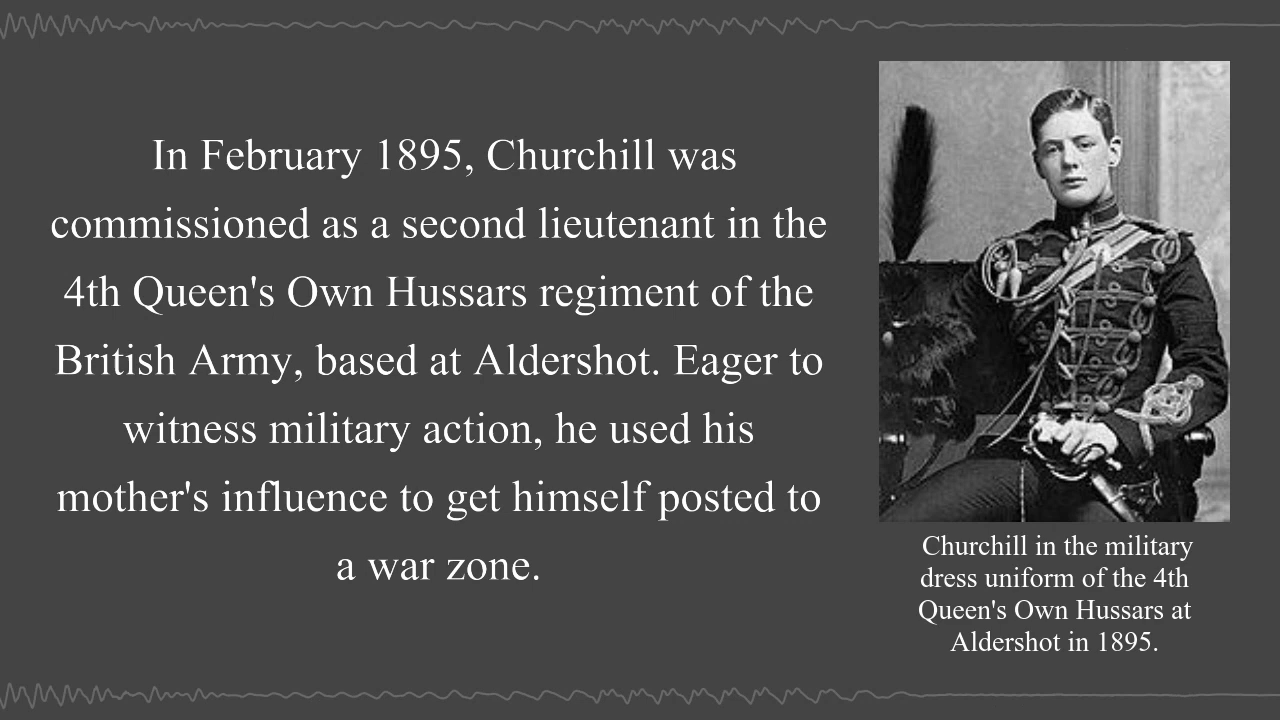 In February 1895, Churchill was
commissioned as a second lieutenant in the
4th Queen's Own Hussars regiment of the
British Army, based at Aldershot. Eager to
witness military action, he used his
mother's influence to get himself posted to
a war zone.
Churchill in the military
dress uniform of the 4th
Queen's Own Hussars at
Aldershot in 1895.